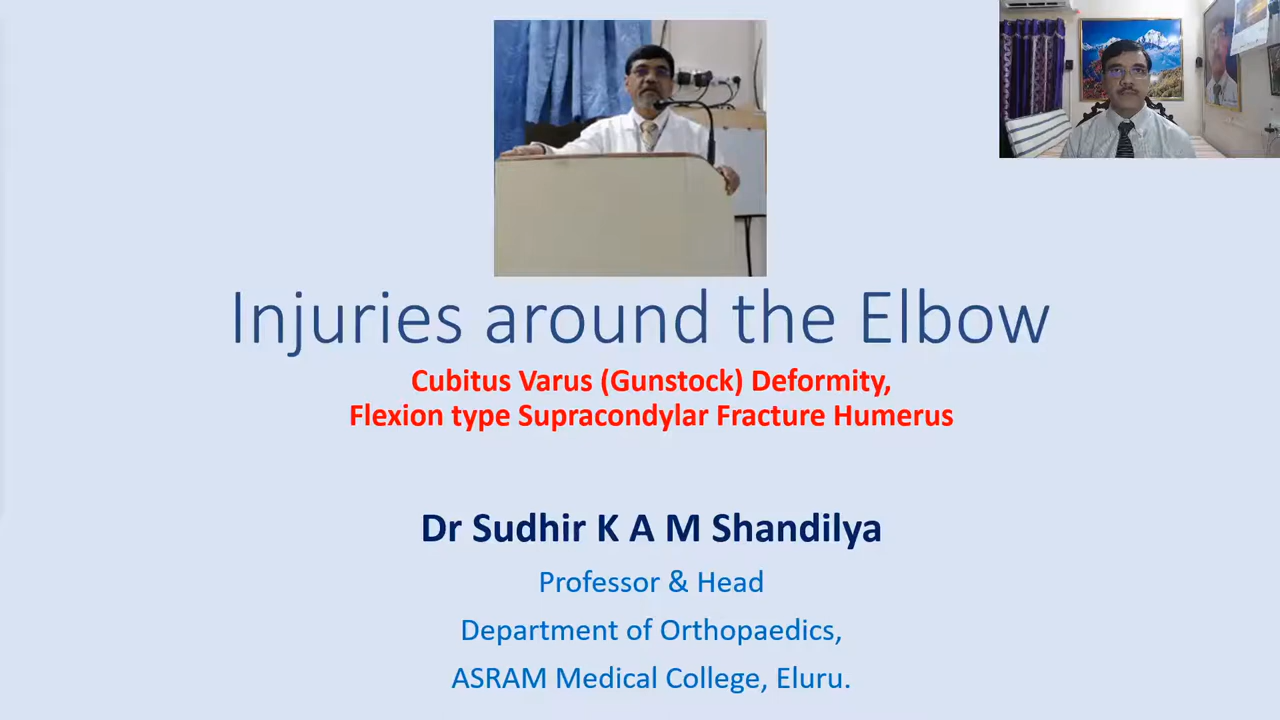 Injuries around the Elbow
Cubitus Varus (Gunstock) Deformity,
Flexion type Supracondylar Fracture Humerus
Dr Sudhir K A M Shandilya
Professor & Head
Department of Orthopaedics,
ASRAM Medical College, Eluru.